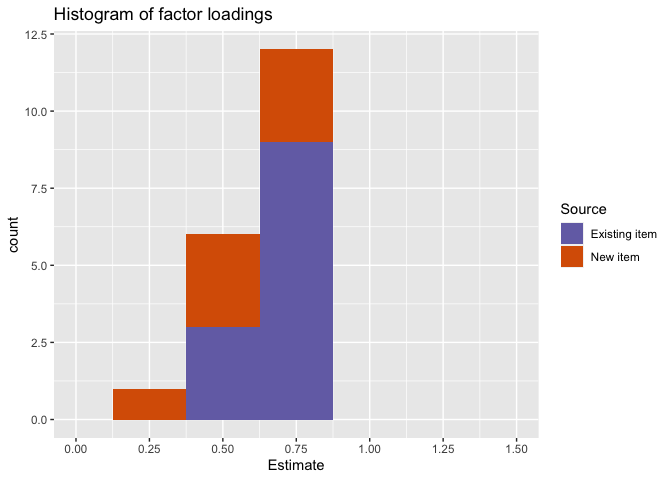 Histogram of factor loadings
12.5
10.0
7.5
5.0
2.5
0.0
count
0.00 0.25 0.50 0.75 1.00 1.25 1.50
Estimate
Source
Existing item
New item